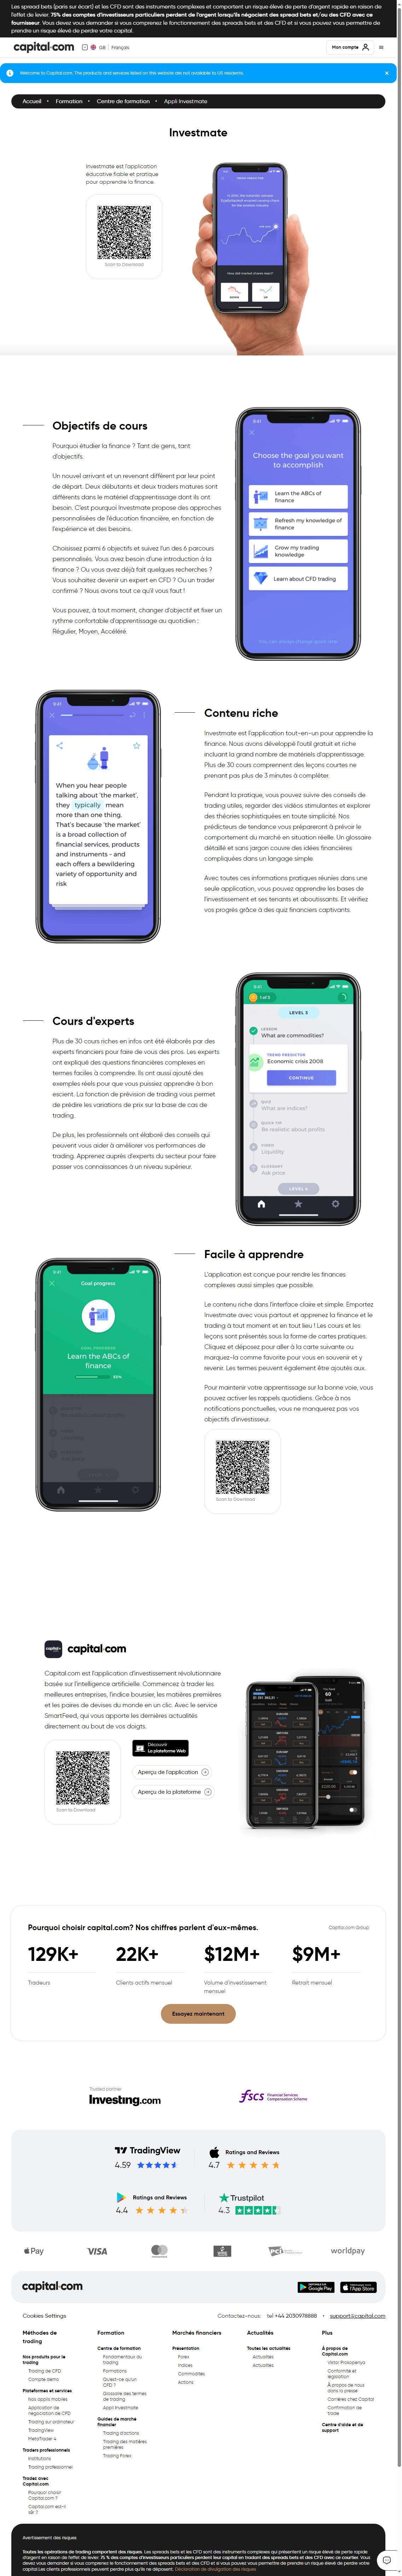 Les spread bets (paris sur écart) et les CFD sont des instruments complexes et comportent un risque élevé de perte d'argent rapide en raison de
l'effet de levier. 75% des comptes d'investisseurs particuliers perdent de l'argent lorsqu'ils négocient des spread bets et/ou des CFD avec ce
fournisseur. Vous devez vous demander si vous comprenez le fonctionnement des spreads bets et des CFD et si vous pouvez vous permettre de
prendre un risque élevé de perdre votre capital.
capital·com GB Français Mon compte
Welcome to Capital.com. The products and services listed on this website are not available to US residents.
Accueil • Formation • Centre de formation • Appli Investmate
Investmate
Investmate est l'application
éducative fiable et pratique
pour apprendre la finance.
Scan to Download
How did market shares react?
Objectifs de cours
Pourquoi étudier la finance ? Tant de gens, tant
d'objectifs.
Un nouvel arrivant et un revenant diffèrent par leur point
de départ. Deux débutants et deux traders matures sont
différents dans le matériel d'apprentissage dont ils ont
besoin. C'est pourquoi Investmate propose des approches
personnalisées de l'éducation financière, en fonction de
l'expérience et des besoins.
Choisissez parmi 6 objectifs et suivez l'un des 6 parcours
personnalisés. Vous avez besoin d'une introduction à la
finance ? Ou vous avez déjà fait quelques recherches ?
Vous souhaitez devenir un expert en CFD ? Ou un trader
confirmé ? Nous avons tout ce qu'il vous faut !
Vous pouvez, à tout moment, changer d'objectif et fixer un
rythme confortable d'apprentissage au quotidien :
Régulier, Moyen, Accéléré.
9:41
Choose the goal you want
to accomplish
Learn the ABCs of
finance
Refresh my knowledge of
finance
Grow my trading
knowledge
Learn about CFD trading
You can always change goal later
9:41
When you hear people
talking about 'the market',
they typically mean
more than one thing.
That's because 'the market'
is a broad collection of
financial services, products
and instruments – and
each offers a bewildering
variety of opportunity and
risk
Contenu riche
Investmate est l'application tout-en-un pour apprendre la
finance. Nous avons développé l'outil gratuit et riche
incluant la grand nombre de matériels d'apprentissage.
Plus de 30 cours comprennent des leçons courtes ne
prenant pas plus de 3 minutes à compléter.
Pendant la pratique, vous pouvez suivre des conseils de
trading utiles, regarder des vidéos stimulantes et explorer
des théories sophistiquées en toute simplicité. Nos
prédicteurs de tendance vous prépareront à prévoir le
comportement du marché en situation réelle. Un glossaire
détaillé et sans jargon couvre des idées financières
compliquées dans un langage simple.
Avec toutes ces informations pratiques réunies dans une
seule application, vous pouvez apprendre les bases de
l'investissement et ses tenants et aboutissants. Et vérifiez
vos progrès grâce à des quiz financiers captivants.
Cours d'experts
Plus de 30 cours riches en infos ont été élaborés par des
experts financiers pour faire de vous des pros. Les experts
ont expliqué des questions financières complexes en
termes faciles à comprendre. Ils ont aussi ajouté des
exemples réels pour que vous puissiez apprendre à bon
escient. La fonction de prévision de trading vous permet
de prédire les variations de prix sur la base de cas de
trading.
De plus, les professionnels ont élaboré des conseils qui
peuvent vous aider à améliorer vos performances de
trading. Apprenez auprès d'experts du secteur pour faire
passer vos connaissances à un niveau supérieur.
9:41
1 of 3
LEVEL 3
LESSON
What are commodities?
TREND PREDICTOR
Economic crisis 2008
CONTINUE
QUIZ
What are indices?
QUICK TIP
Be realistic about profits
VIDEO
Liquidity
GLOSSARY
Ask price
LEVEL 4
9:41
Goal progress
GOAL PROGRESS
Learn the ABCs of
finance
60%
Facile à apprendre
L'application est conçue pour rendre les finances
complexes aussi simples que possible.
Le contenu riche dans l'interface claire et simple. Emportez
Investmate avec vous partout et apprenez la finance et le
trading à tout moment et en tout lieu ! Les cours et les
leçons sont présentés sous la forme de cartes pratiques.
Cliquez et déposez pour aller à la carte suivante ou
marquez-la comme favorite pour vous en souvenir et y
revenir. Les termes peuvent également être ajoutés aux.
Pour maintenir votre apprentissage sur la bonne voie, vous
pouvez activer les rappels quotidiens. Grâce à nos
notifications ponctuelles, vous ne manquerez pas vos
objectifs d'investisseur.
Scan to Download
capital·com
Capital.com est l'application d'investissement révolutionnaire
basée sur l'intelligence artificielle. Commencez à trader les
meilleures entreprises, l'indice boursier, les matières premières
et les paires de devises du monde en un clic. Avec le service
SmartFeed, qui vous apporte les dernières actualités
directement au bout de vos doigts.
Scan to Download
Découvrir
La plateforme Web
Aperçu de l'application
Aperçu de la plateforme
Pourquoi choisir capital.com? Nos chiffres parlent d'eux-mêmes.
Capital.com Group
129K+ 22K+ $12M+ $9M+
Tradeurs Clients actifs mensuel Volume d'investissement mensuel Retrait mensuel
Essayez maintenant
Trusted partner
Investing.com
fscs Financial Services Compensation Scheme
TradingView
4.59
Ratings and Reviews
4.7
Ratings and Reviews
4.4
Trustpilot
4.3
Apple Pay VISA mastercard PCI worldpay
capital·com
Google Play
l'App Store
Cookies Settings
Contactez-nous: tel +44 2030978888 • support@capital.com
Méthodes de
trading
Nos produits pour le
trading
Trading de CFD
Compte démo
Plateformes et services
Nos applis mobiles
Application de
négociation de CFD
Trading sur ordinateur
TradingView
MetaTrader 4
Traders professionnels
Institutions
Trading professionnel
Tradez avec
Capital.com
Pourquoi choisir
Capital.com ?
Capital.com est-il
sûr ?
Formation
Centre de formation
Fondamentaux du
trading
Formations
Qu'est-ce qu'un
CFD ?
Glossaire des termes
de trading
Appli Investmate
Guides de marché
financier
Trading d'actions
Trading des matières
premières
Trading Forex
Marchés financiers
Présentation
Forex
Indices
Commodities
Actions
Actualités
Toutes les actualités
Actualités
Actualités
Plus
À propos de
Capital.com
Viktor Prokopenya
Conformité et
législation
À propos de nous
dans la presse
Carrières chez Capital
Confirmation de
trade
Centre d'aide et de
support
Avertissement des risques
Toutes les opérations de trading comportent des risques. Les spreads bets et les CFD sont des instruments complexes qui présentent un risque élevé de perte rapide
d'argent en raison de l'effet de levier. 75 % des comptes d'investisseurs particuliers perdent leur capital en tradant des spreads bets et des CFD avec ce courtier. Vous
devez vous demander si vous comprenez le fonctionnement des spreads bets et des CFD et si vous pouvez vous permettre de prendre un risque élevé de perdre votre
capital.Les clients professionnels peuvent perdre plus qu'ils ne déposent. Déclaration de divulgation des risques